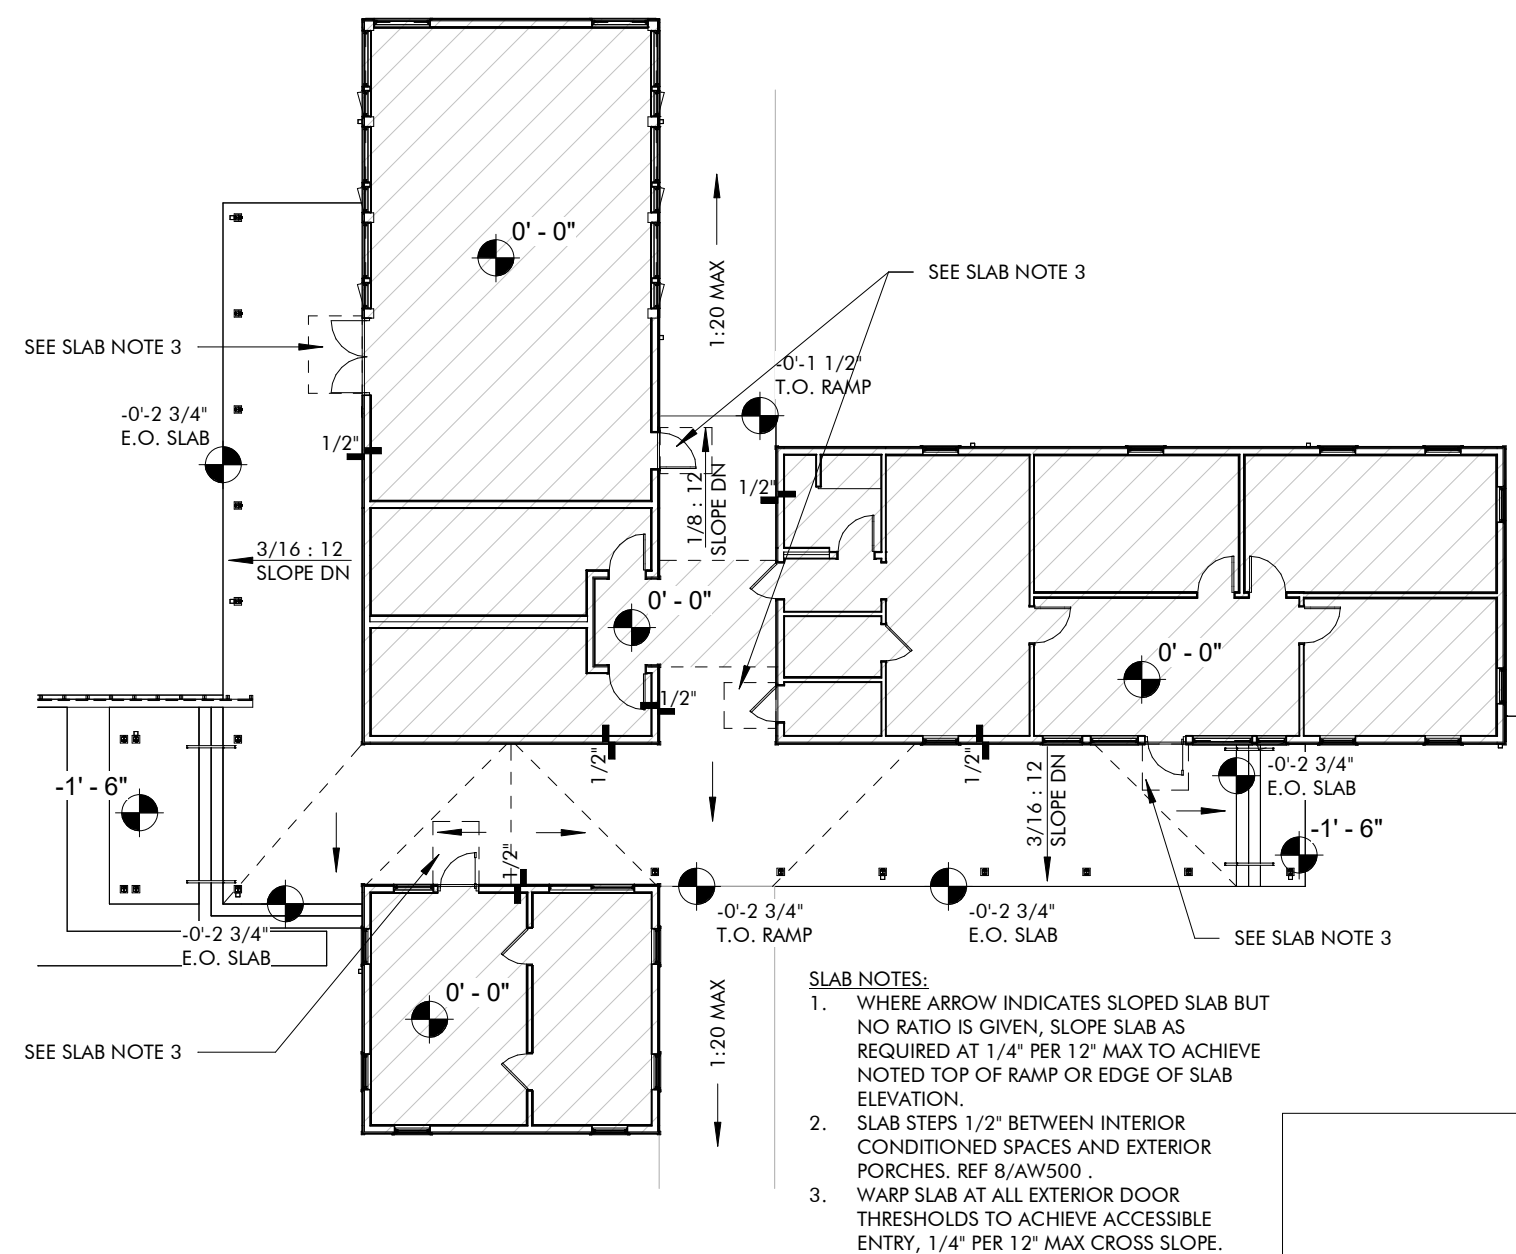 0' - 0"
1:20 MAX
SEE SLAB NOTE 3
SEE SLAB NOTE 3
-0'-1 1/2"
T.O. RAMP
-0'-2 3/4"
E.O. SLAB
1/2"
1/8 : 12
SLOPE DN
1/2"
3/16 : 12
SLOPE DN
0' - 0"
0' - 0"
1/2"
-1' - 6"
1/2"
1/2"
3/16 : 12
SLOPE DN
-0'-2 3/4"
E.O. SLAB
-1' - 6"
1/2"
-0'-2 3/4"
E.O. SLAB
-0'-2 3/4"
T.O. RAMP
-0'-2 3/4"
E.O. SLAB
SEE SLAB NOTE 3
0' - 0"
SEE SLAB NOTE 3
1:20 MAX
SLAB NOTES:
1. WHERE ARROW INDICATES SLOPED SLAB BUT
NO RATIO IS GIVEN, SLOPE SLAB AS
REQUIRED AT 1/4" PER 12" MAX TO ACHIEVE
NOTED TOP OF RAMP OR EDGE OF SLAB
ELEVATION.
2. SLAB STEPS 1/2" BETWEEN INTERIOR
CONDITIONED SPACES AND EXTERIOR
PORCHES. REF 8/AW500 .
3. WARP SLAB AT ALL EXTERIOR DOOR
THRESHOLDS TO ACHIEVE ACCESSIBLE
ENTRY, 1/4" PER 12" MAX CROSS SLOPE.